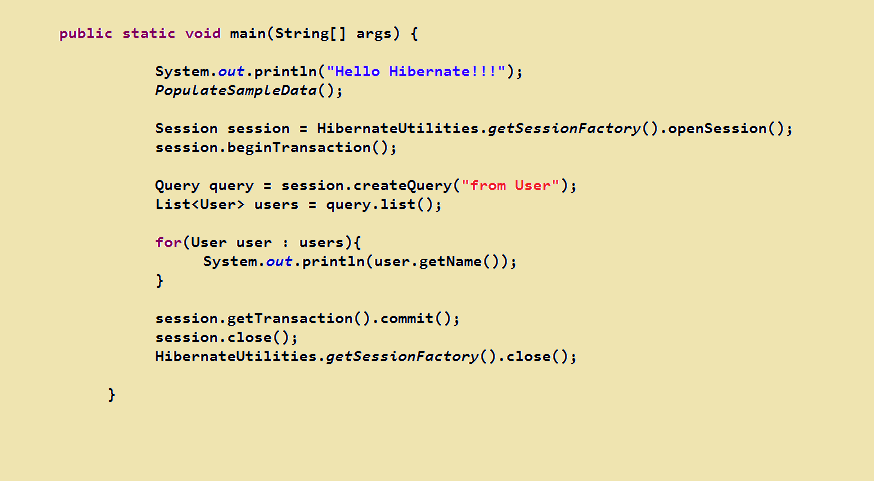 public static void main(String[] args) {
System.out.println("Hello Hibernate!!!");
PopulateSampleData();
Session session = HibernateUtilities.getSessionFactory().openSession();
session.beginTransaction();
Query query = session.createQuery("from User");
List<User> users = query.list();
for(User user : users){
System.out.println(user.getName());
}
session.getTransaction().commit();
session.close();
HibernateUtilities.getSessionFactory().close();
}